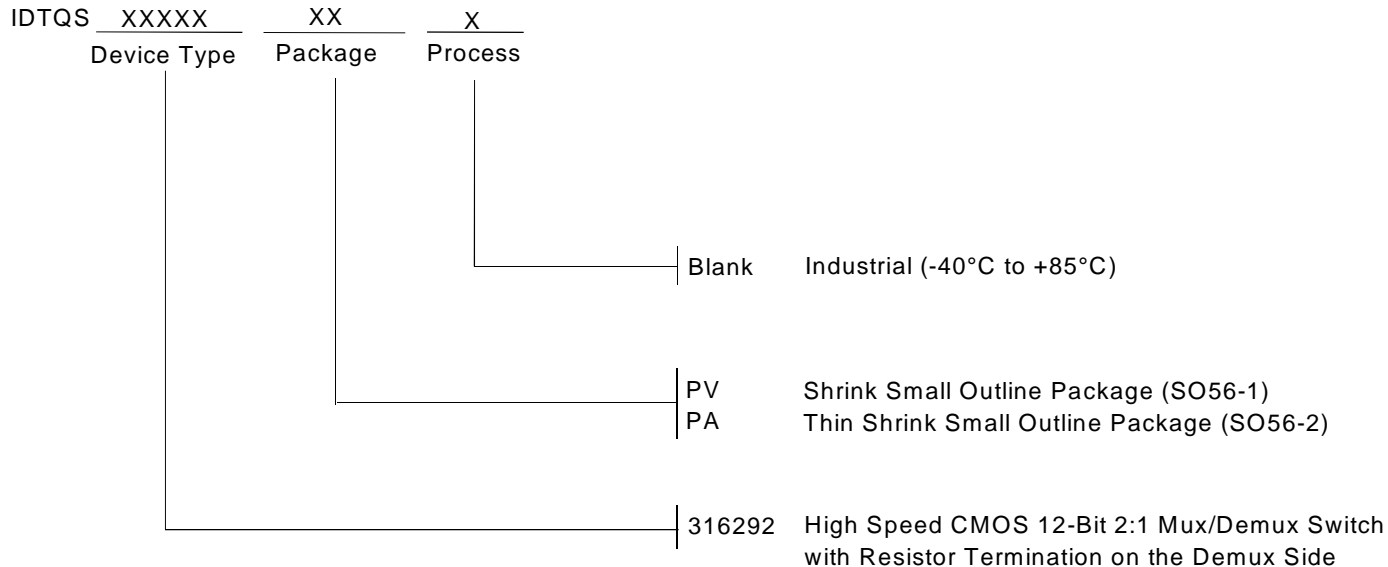 IDTQS XXXXX XX X
Device Type Package Process
Blank Industrial (-40°C to +85°C)
PV Shrink Small Outline Package (SO56-1)
PA Thin Shrink Small Outline Package (SO56-2)
316292 High Speed CMOS 12-Bit 2:1 Mux/Demux Switch
with Resistor Termination on the Demux Side